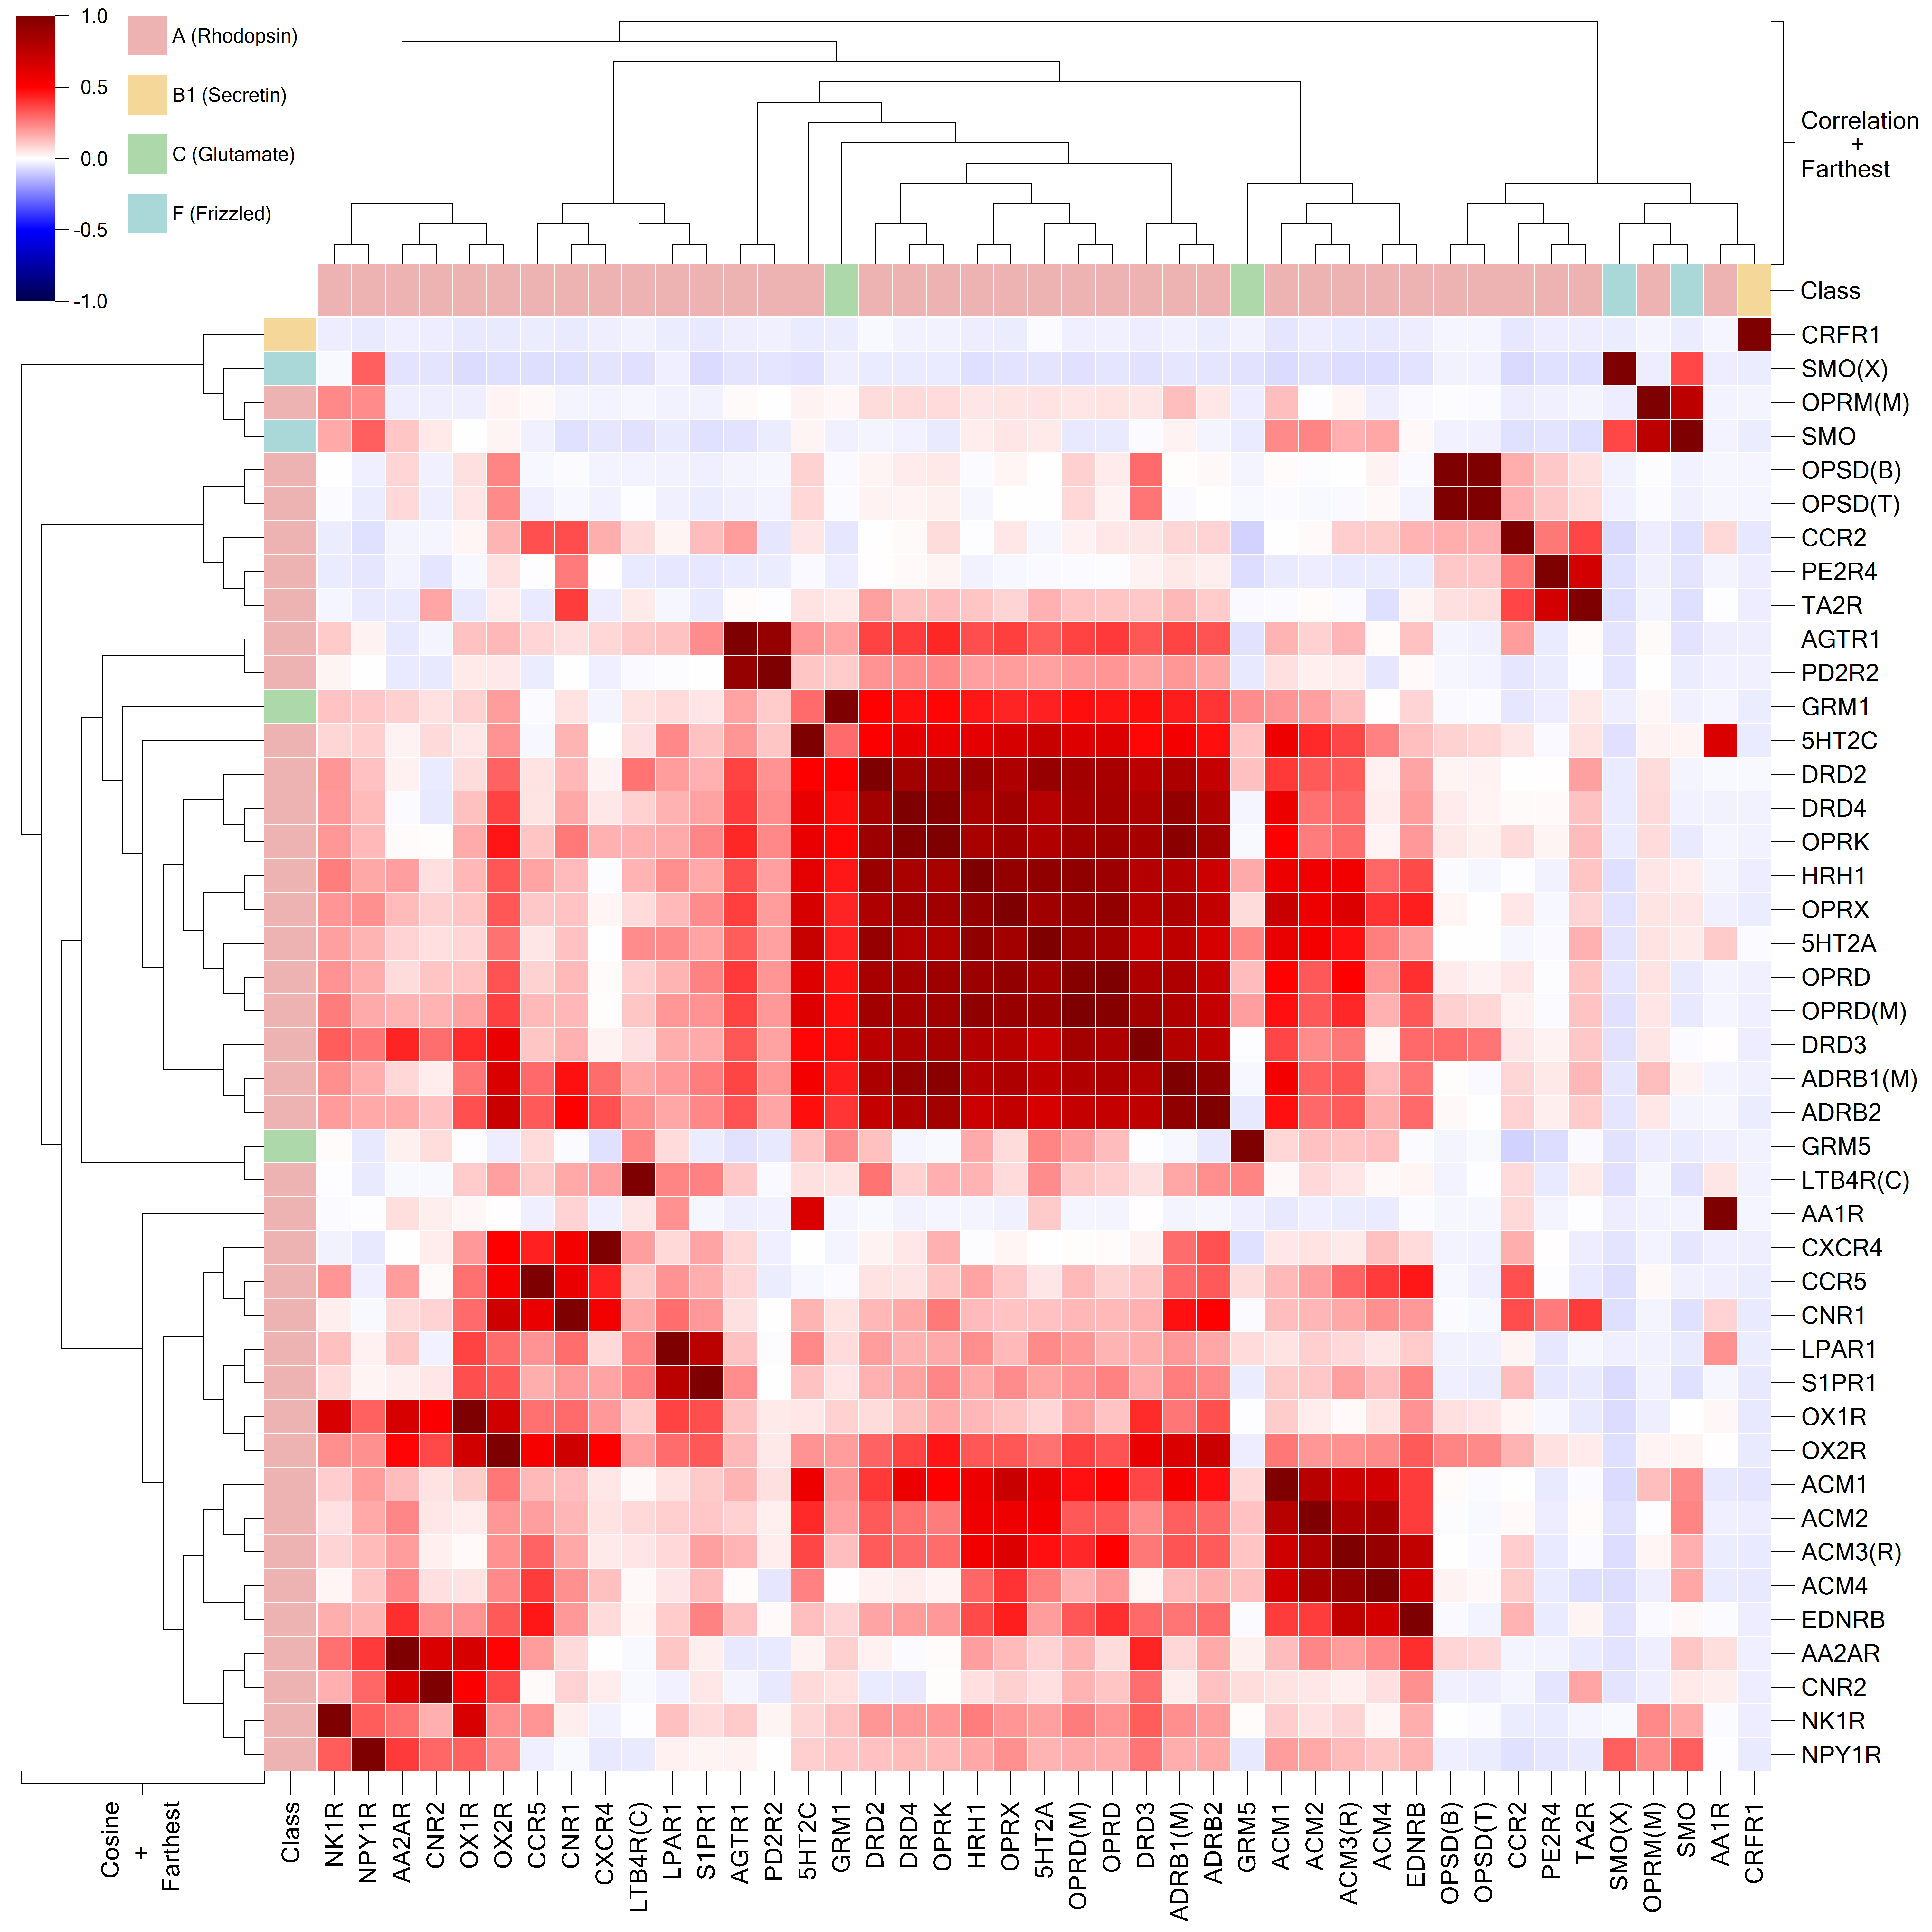 1.0
0.5
0.0
-0.5
-1.0
A (Rhodopsin)
B1 (Secretin)
C (Glutamate)
F (Frizzled)
Correlation
+
Farthest
Class
CRFR1
SMO(X)
OPRM(M)
SMO
OPSD(B)
OPSD(T)
CCR2
PE2R4
TA2R
AGTR1
PD2R2
GRM1
5HT2C
DRD2
DRD4
OPRK
HRH1
OPRX
5HT2A
OPRD
OPRD(M)
DRD3
ADRB1(M)
ADRB2
GRM5
LTB4R(C)
AA1R
CXCR4
CCR5
CNR1
LPAR1
S1PR1
OX1R
OX2R
ACM1
ACM2
ACM3(R)
ACM4
EDNRB
AA2AR
CNR2
NK1R
NPY1R
Cosine
+
Farthest
Class
NK1R
NPY1R
AA2AR
CNR2
OX1R
OX2R
CCR5
CNR1
CXCR4
LTB4R(C)
LPAR1
S1PR1
AGTR1
PD2R2
5HT2C
GRM1
DRD2
DRD4
OPRK
HRH1
OPRX
5HT2A
OPRD(M)
OPRD
DRD3
ADRB1(M)
ADRB2
GRM5
ACM1
ACM2
ACM3(R)
ACM4
EDNRB
OPSD(B)
OPSD(T)
CCR2
PE2R4
TA2R
SMO(X)
OPRM(M)
SMO
AA1R
CRFR1